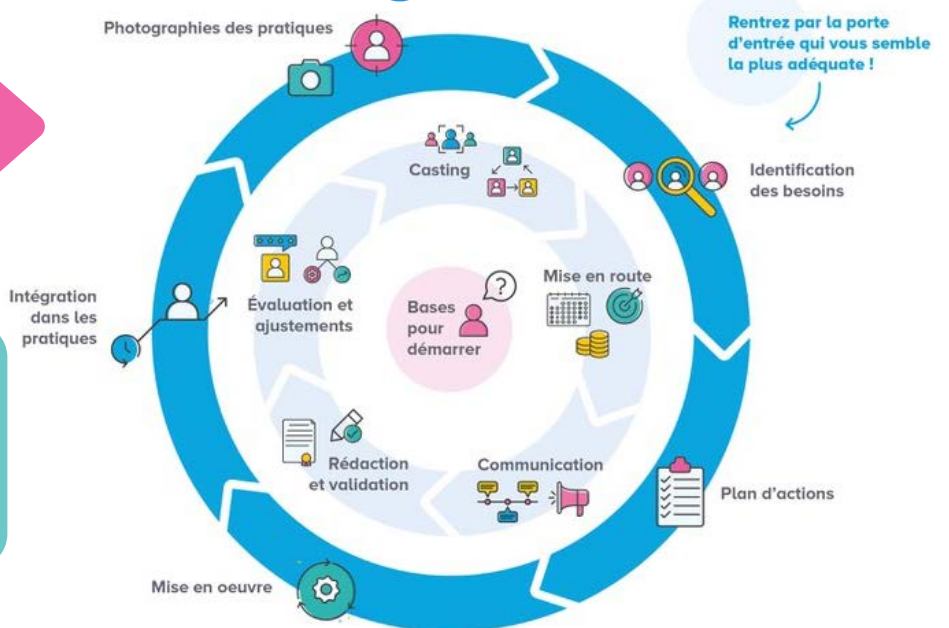 Photographies des pratiques
Rentrez par la porte
d'entrée qui vous semble
la plus adéquate !
Casting
Identification
des besoins
Mise en route
Évaluation et
ajustements
Bases
pour
démarrer
Intégration
dans les
pratiques
Rédaction
et validation
Communication
Plan d'actions
Mise en oeuvre